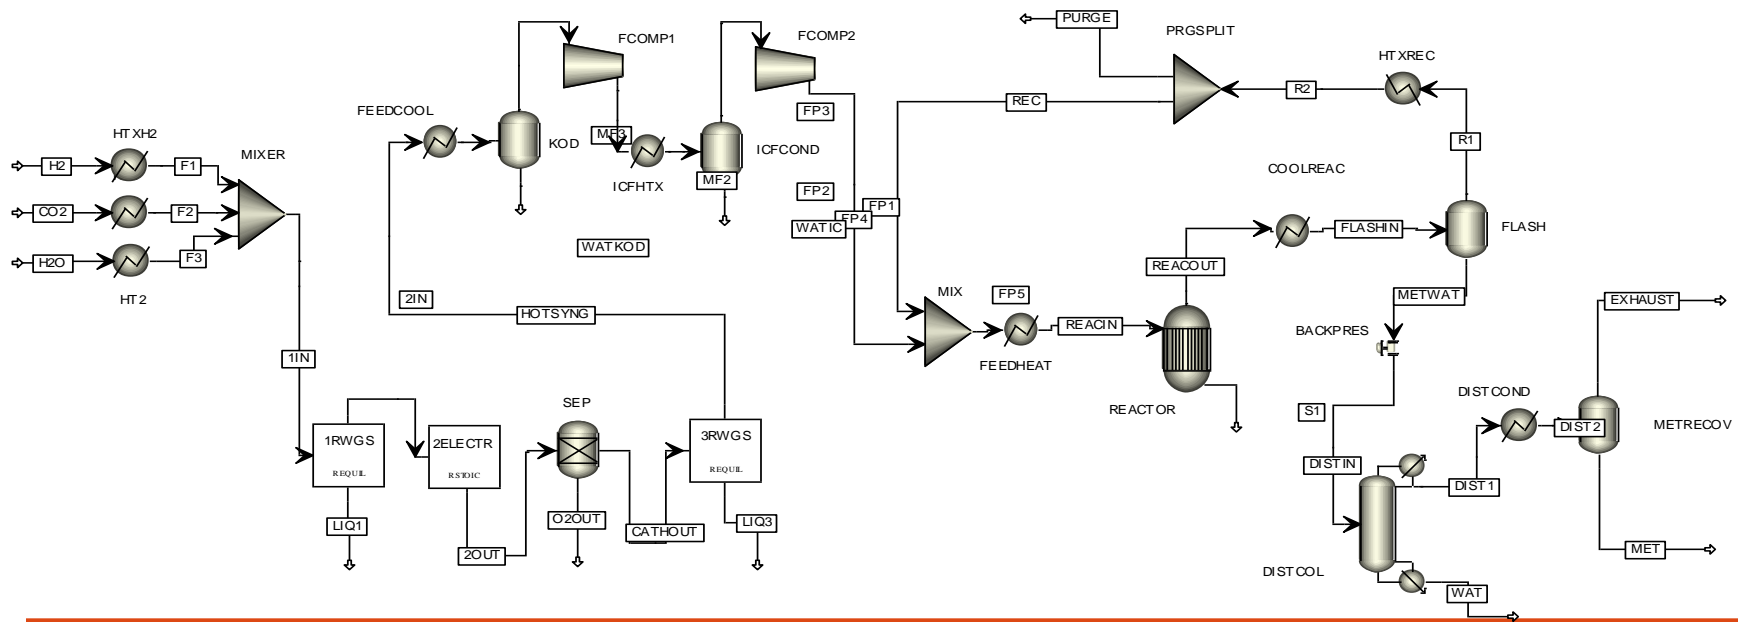 PURGE
PRGSPLIT
FCOMP1
FCOMP2
HTXREC
R2
REC
FP3
FEEDCOOL
HTXH2
MF3
KOD
ICFCOND
R1
MIXER
H2
F1
ICFHTX
MF2
COOLREAC
FP2
CO2
F2
FP1
FP4
WATIC
FLASHIN
FLASH
WATKOD
H2O
F3
REACOUT
HT2
2IN
MIX
FP5
METWAT
EXHAUST
HOTSYNG
REACIN
BACKPRES
1IN
FEEDHEAT
DISTCOND
SEP
REACTOR
S1
METRECOV
DIST2
1RWGS
REQUIL
2ELECTR
RSTOIC
3RWGS
REQUIL
DISTIN
DIST1
LIQ1
O2OUT
CATHOUT
LIQ3
2OUT
MET
DISTCOL
WAT